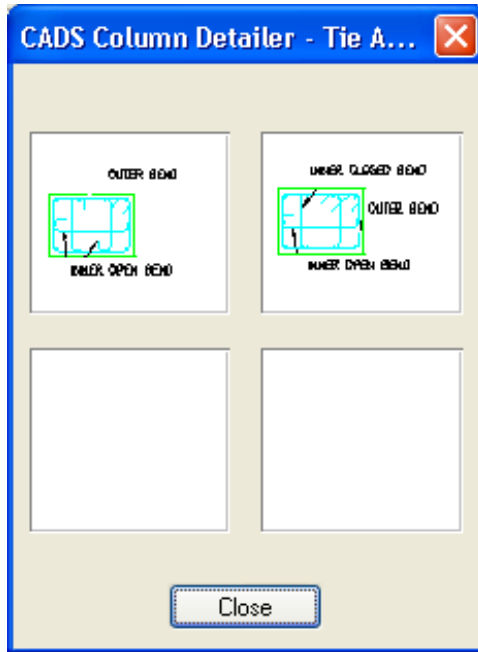 CADS Column Detailer - Tie A...
OUTER BEND
INNER OPEN BEND
INNER CLOSED BEND
OUTER BEND
INNER OPEN BEND
Close